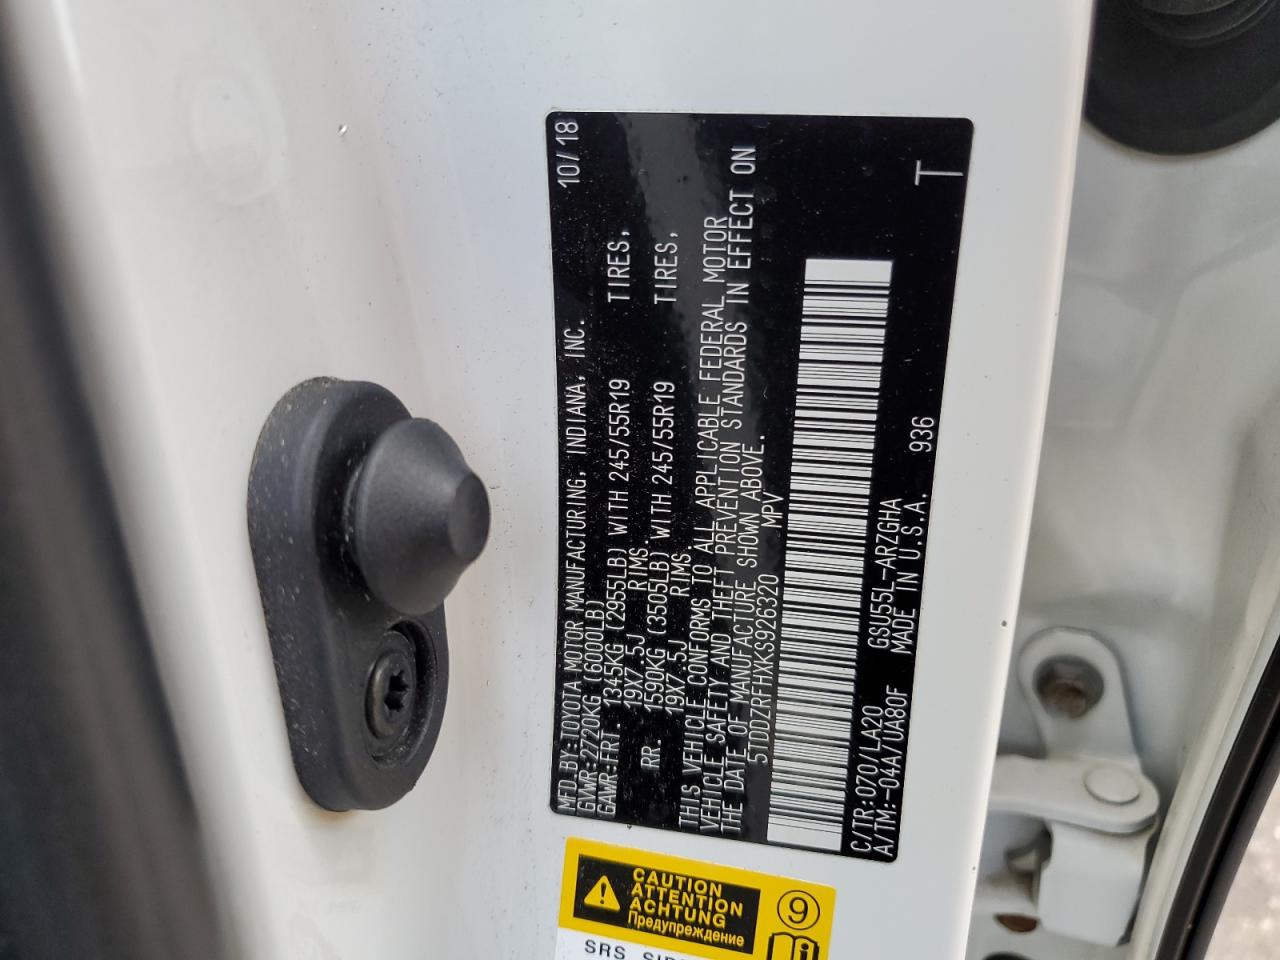 MFD.BY:TOYOTA MOTOR MANUFACTURING, INDIANA, INC. 10/18
GVWR:2720KG (6000LB)
GAWR:FRT 1345KG (2955LB) WITH 245/55R19 TIRES,
19X7.5J RIMS.
RR. 1590KG (3505LB) WITH 245/55R19 TIRES,
19X7.5J RIMS.
THIS VEHICLE CONFORMS TO ALL APPLICABLE FEDERAL MOTOR
VEHICLE SAFETY AND THEFT PREVENTION STANDARDS IN EFFECT ON
THE DATE OF MANUFACTURE SHOWN ABOVE.
5TDDZRFHXKS926320 MPV
C/TR:070/LA20 GSU55L-ARZGHA
A/TM:-04A/UA80F MADE IN U.S.A. 936
T
CAUTION
ATTENTION
ACHTUNG
Предупреждение
9
SRS